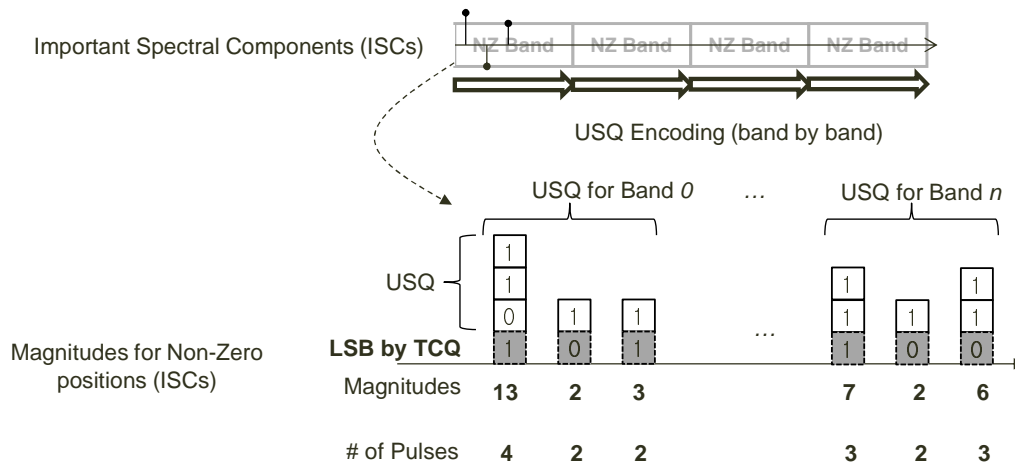 Important Spectral Components (ISCs)
NZ Band NZ Band NZ Band NZ Band
USQ Encoding (band by band)
USQ for Band 0 ... USQ for Band n
1
1 1 1
USQ
0 1 1 ... 1 1 1
LSB by TCQ 1 0 1 1 0 0
Magnitudes for Non-Zero
positions (ISCs)
Magnitudes 13 2 3 7 2 6
# of Pulses 4 2 2 3 2 3